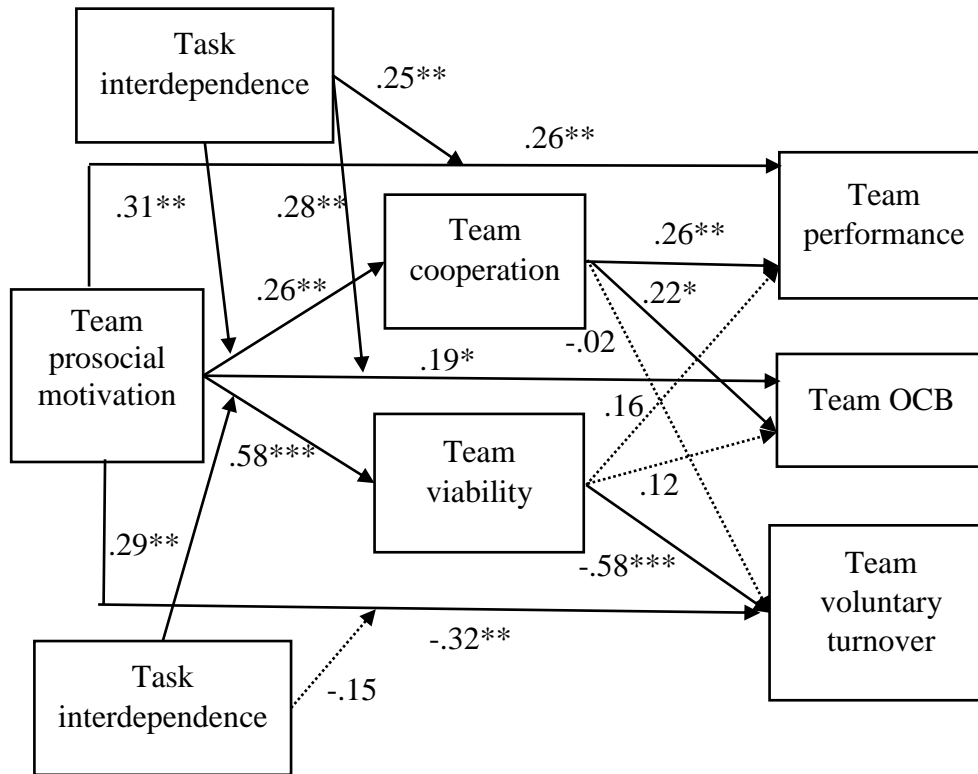 Task
interdependence
.25**
.26**
.31**
.28**
Team
cooperation
.26**
Team
performance
.26**
.22*
Team
prosocial
motivation
-.02
.19*
Team OCB
.16
.58***
Team
viability
.12
.29**
-.58***
Team
voluntary
turnover
-.32**
Task
interdependence
-.15